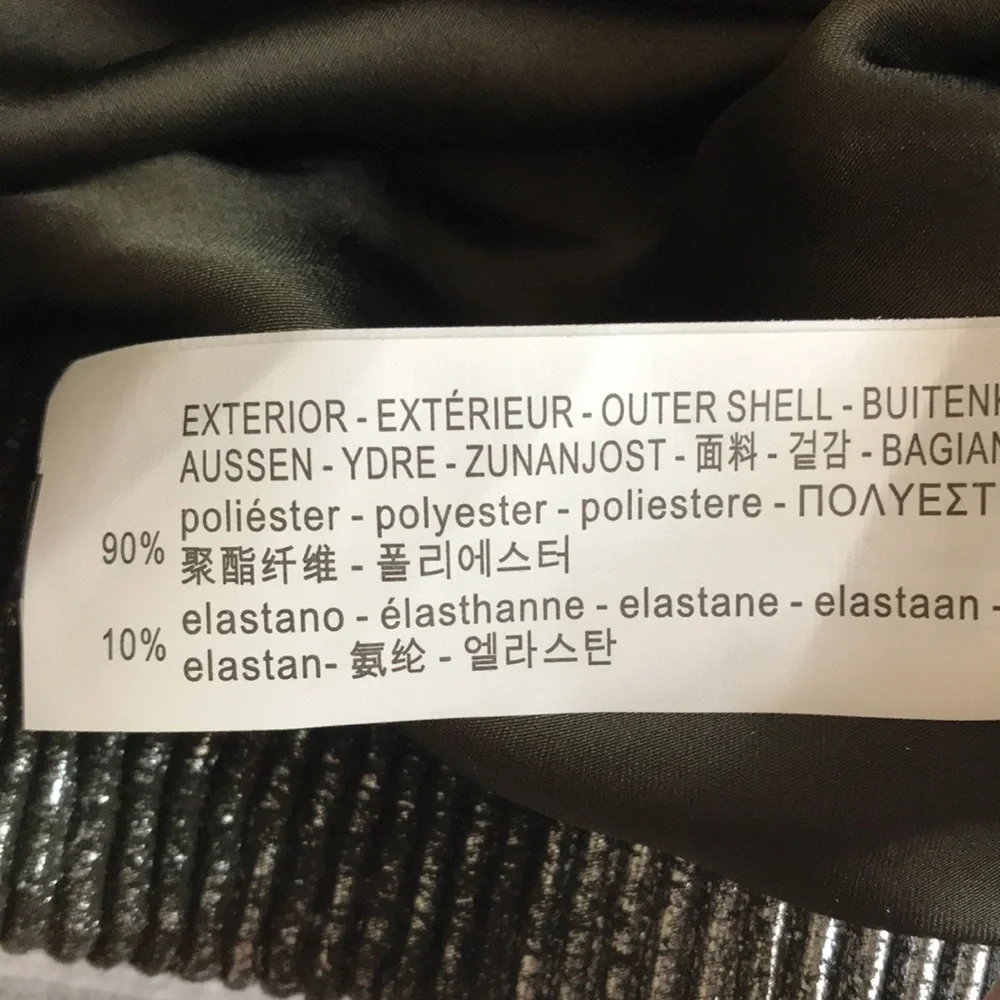 EXTERIOR - EXTÉRIEUR - OUTER SHELL -
AUSSEN - YDRE - ZUNANJOST - 面料 - 겉감 - BAGIAN
90% poliéster - polyester - poliestere - ΠΟΛΥΕΣΤ
聚酯纤维 - 폴리에스터
10% elastano - élasthanne - elastane - elastaan -
elastan- 氨纶 - 엘라스탄